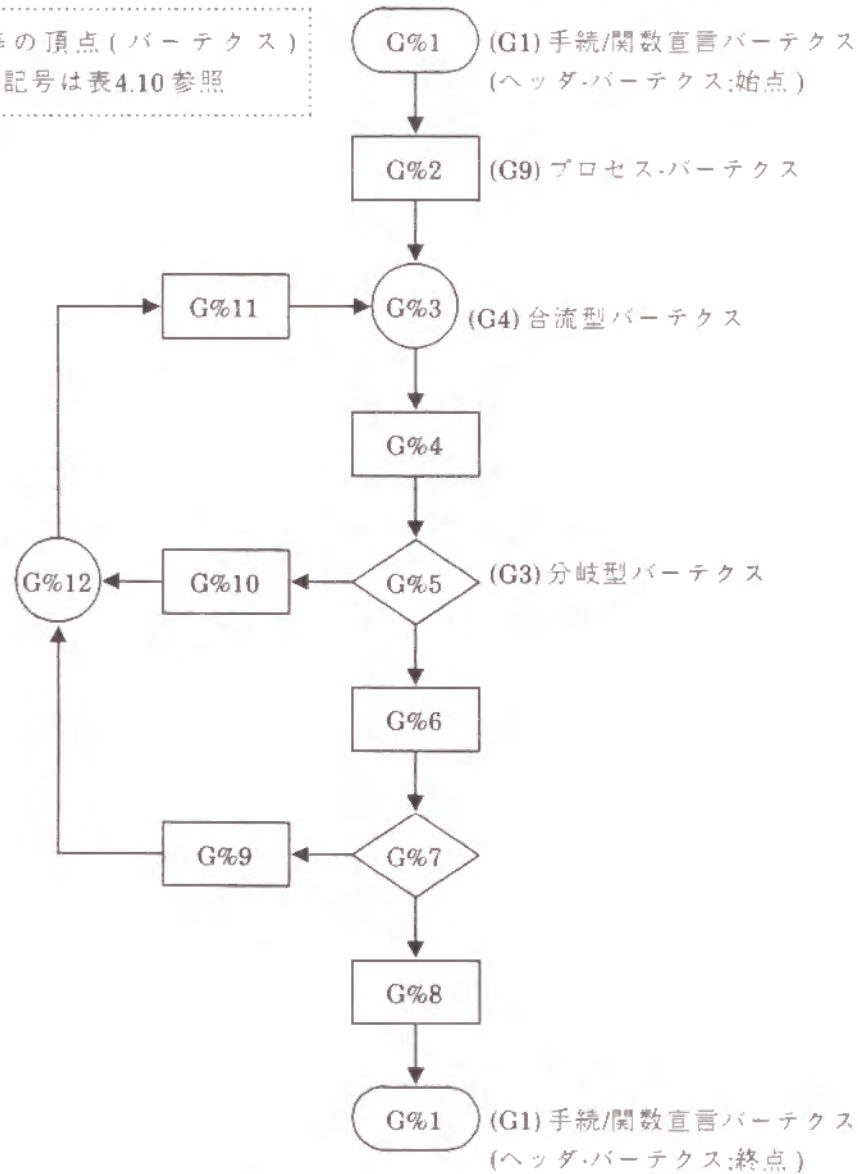 の頂点(バーテクス)
記号は表4.10参照
G%1
(G1)手続/関数宣言バーテクス
(ヘッダ・バーテクス;始点)
G%2
(G9)プロセス・バーテクス
G%11
G%3
(G4)合流型バーテクス
G%4
G%12
G%10
G%5
(G3)分岐型バーテクス
G%6
G%9
G%7
G%8
G%1
(G1)手続/関数宣言バーテクス
(ヘッダ・バーテクス;終点)